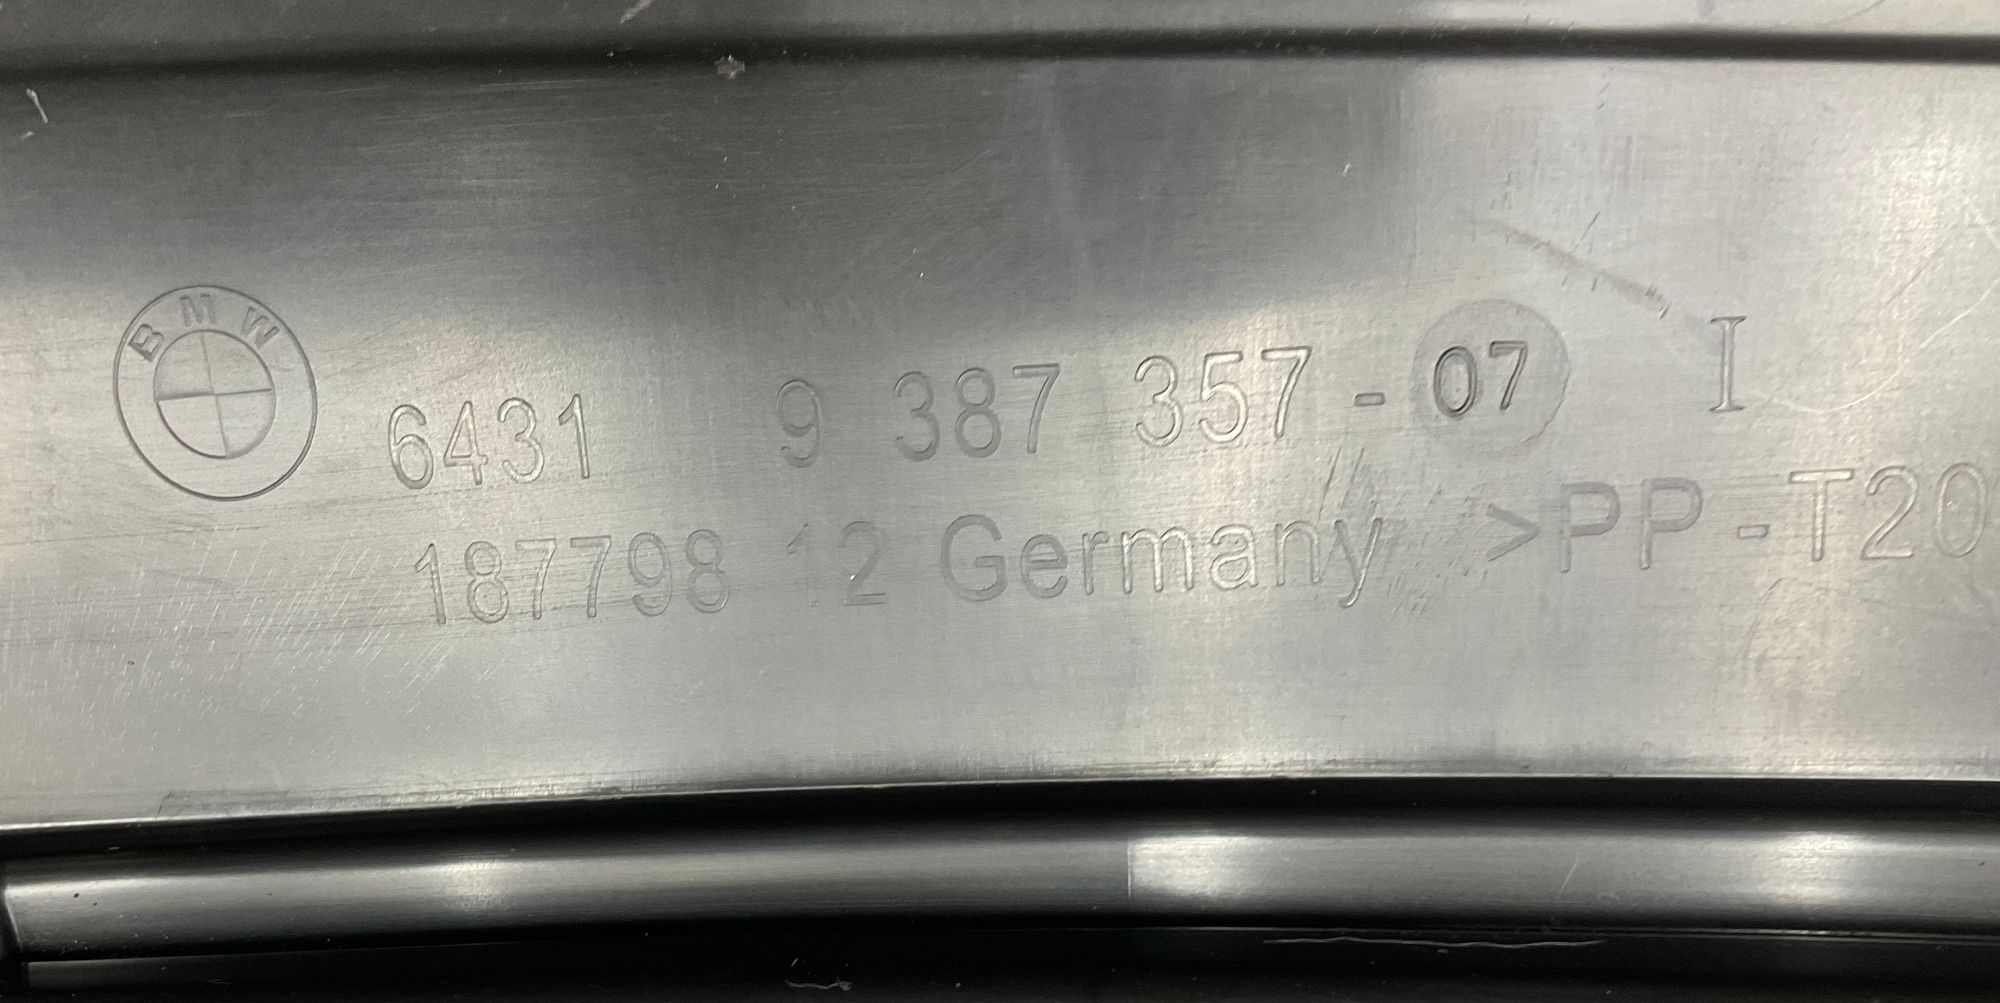 BMW
6431 9 387 357-07 I
187798 12 Germany >PP-T20